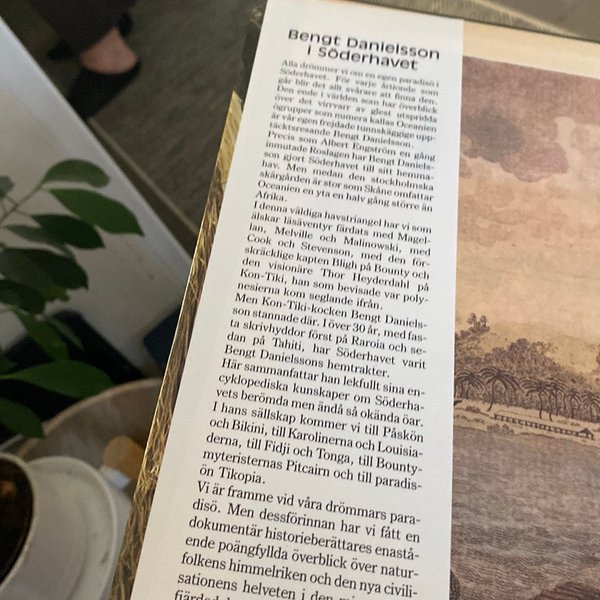 Bengt Danielsson
i Söderhavet
Alla drömmer vi om en egen paradisö i
Söderhavet. För varje årtionde som
går blir det allt svårare att finna den.
Den ende i världen som har överblick
över det virrvarr av glest utspridda
ögrupper som numera kallas Oceanien
är vår egen frejdade tunnskäggige upp-
täcktsresande Bengt Danielsson.
Precis som Albert Engström en gång
inmutade Roslagen har Bengt Daniels-
son gjort Söderhavet till sitt hemma-
hav. Men medan den stockholmska
skärgården är stor som Skåne omfattar
Oceanien en yta en halv gång större än
Afrika.
I denna väldiga havstriangel har vi som
älskar läsäventyr färdats med Magel-
lan, Melville och Malinowski, med
Cook och Stevenson, med den för-
skräcklige kapten Bligh på Bounty och
den visionäre Thor Heyerdahl på
Kon-Tiki, han som bevisade var poly-
nesierna kom seglande ifrån.
Men Kon-Tiki-kocken Bengt Daniels-
son stannade där. I över 30 år, med fas-
ta skrivhyddor först på Raroia och se-
dan på Tahiti, har Söderhavet varit
Bengt Danielssons hemtrakter.
Här sammanfattar han lekfullt sina en-
cyklopediska kunskaper om Söderha-
vets berömda men ändå så okända öar.
I hans sällskap kommer vi till Påskön
och Bikini, till Karolinerna och Louisia-
derna, till Fidji och Tonga, till Bounty-
myteristernas Pitcairn och till paradis-
ön Tikopia.
Vi är framme vid våra drömmars para-
disö. Men dessförinnan har vi fått en
dokumentär historieberättares enastå-
ende poängfyllda överblick över natur-
folkens himmelriken och den nya civili-
sationens helveten i den